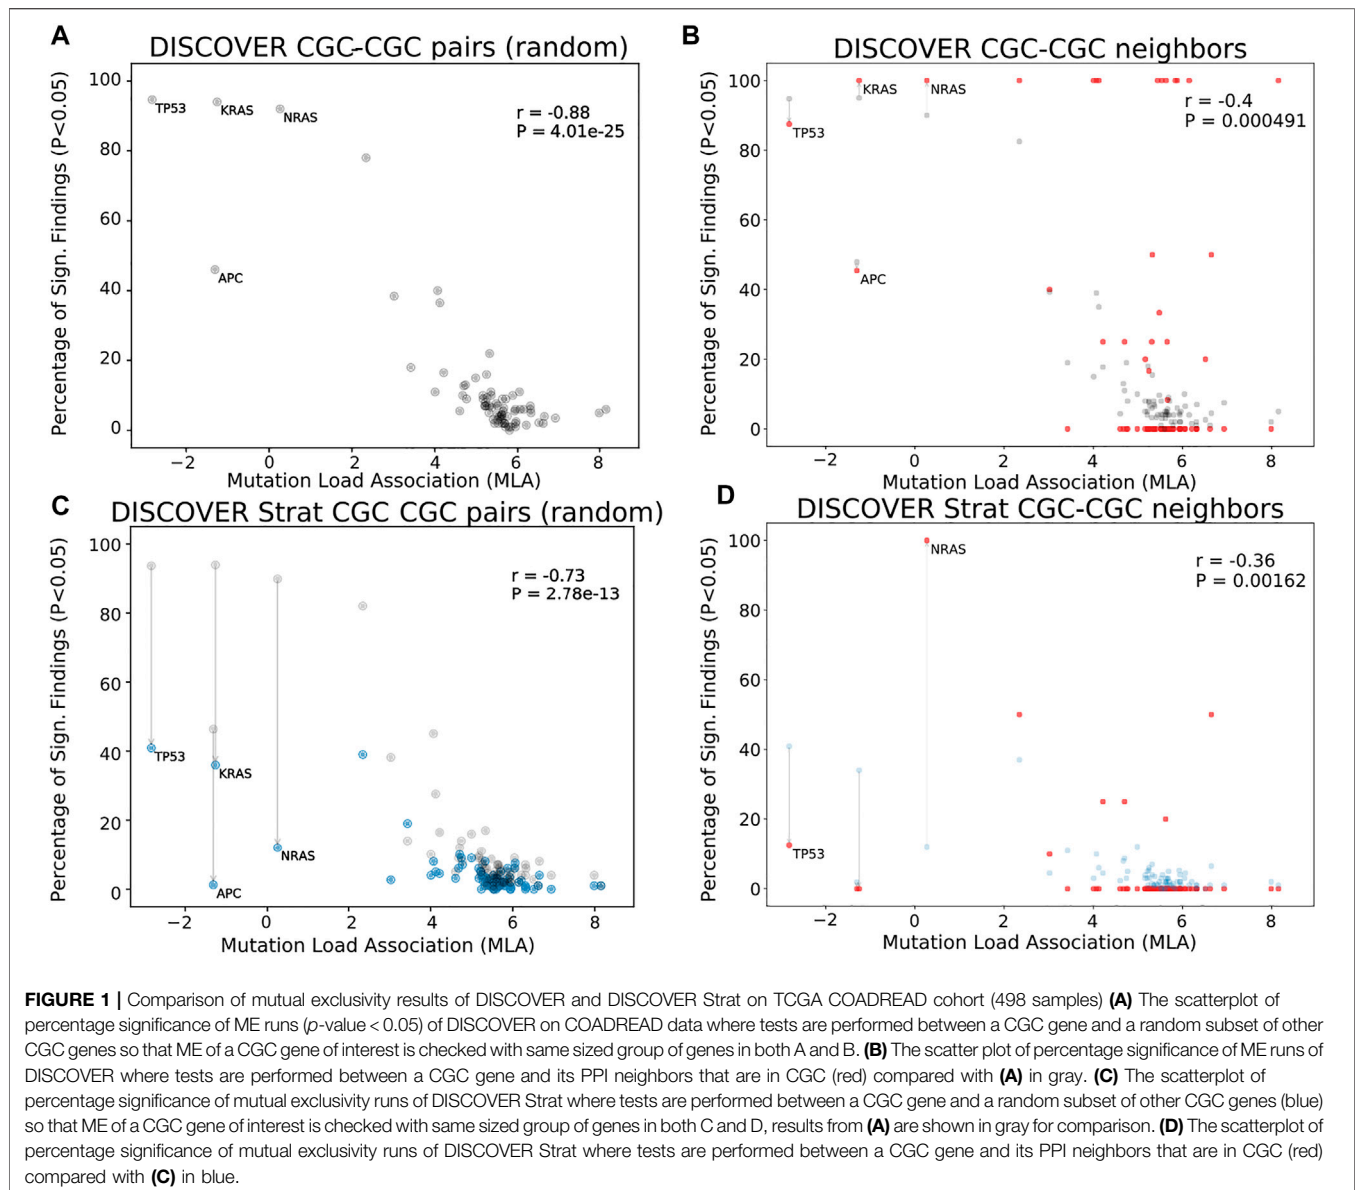 A
DISCOVER CGC-CGC pairs (random)
Percentage of Sign. Findings (P<0.05)
100
80
60
40
20
0
TP53
KRAS
NRAS
APC
r = -0.88
P = 4.01e-25
−2
0
2
4
6
8
Mutation Load Association (MLA)
B
DISCOVER CGC-CGC neighbors
Percentage of Sign. Findings (P<0.05)
100
80
60
40
20
0
KRAS
NRAS
TP53
APC
r = -0.4
P = 0.000491
−2
0
2
4
6
8
Mutation Load Association (MLA)
C
DISCOVER Strat CGC CGC pairs (random)
Percentage of Sign. Findings (P<0.05)
100
80
60
40
20
0
TP53
KRAS
NRAS
APC
r = -0.73
P = 2.78e-13
−2
0
2
4
6
8
Mutation Load Association (MLA)
D
DISCOVER Strat CGC-CGC neighbors
Percentage of Sign. Findings (P<0.05)
100
80
60
40
20
0
NRAS
TP53
r = -0.36
P = 0.00162
−2
0
2
4
6
8
Mutation Load Association (MLA)
FIGURE 1 | Comparison of mutual exclusivity results of DISCOVER and DISCOVER Strat on TCGA COADREAD cohort (498 samples) (A) The scatterplot of
percentage significance of ME runs (p-value < 0.05) of DISCOVER on COADREAD data where tests are performed between a CGC gene and a random subset of other
CGC genes so that ME of a CGC gene of interest is checked with same sized group of genes in both A and B. (B) The scatter plot of percentage significance of ME runs of
DISCOVER where tests are performed between a CGC gene and its PPI neighbors that are in CGC (red) compared with (A) in gray. (C) The scatterplot of
percentage significance of mutual exclusivity runs of DISCOVER Strat where tests are performed between a CGC gene and a random subset of other CGC genes (blue)
so that ME of a CGC gene of interest is checked with same sized group of genes in both C and D, results from (A) are shown in gray for comparison. (D) The scatterplot of
percentage significance of mutual exclusivity runs of DISCOVER Strat where tests are performed between a CGC gene and its PPI neighbors that are in CGC (red)
compared with (C) in blue.